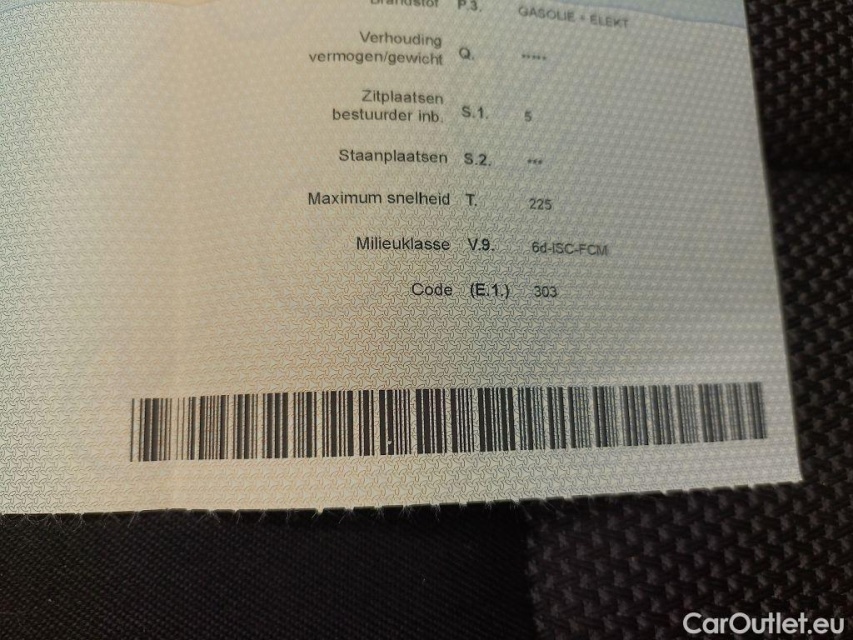 Brandstof P.3. GASOLIE + ELEKT
Verhouding
vermogen/gewicht Q. *****
Zitplaatsen
bestuurder inb. S.1. 5
Staanplaatsen S.2. ***
Maximum snelheid T. 225
Milieuklasse V.9. 6d-ISC-FCM
Code (E.1.) 303
CarOutlet.eu